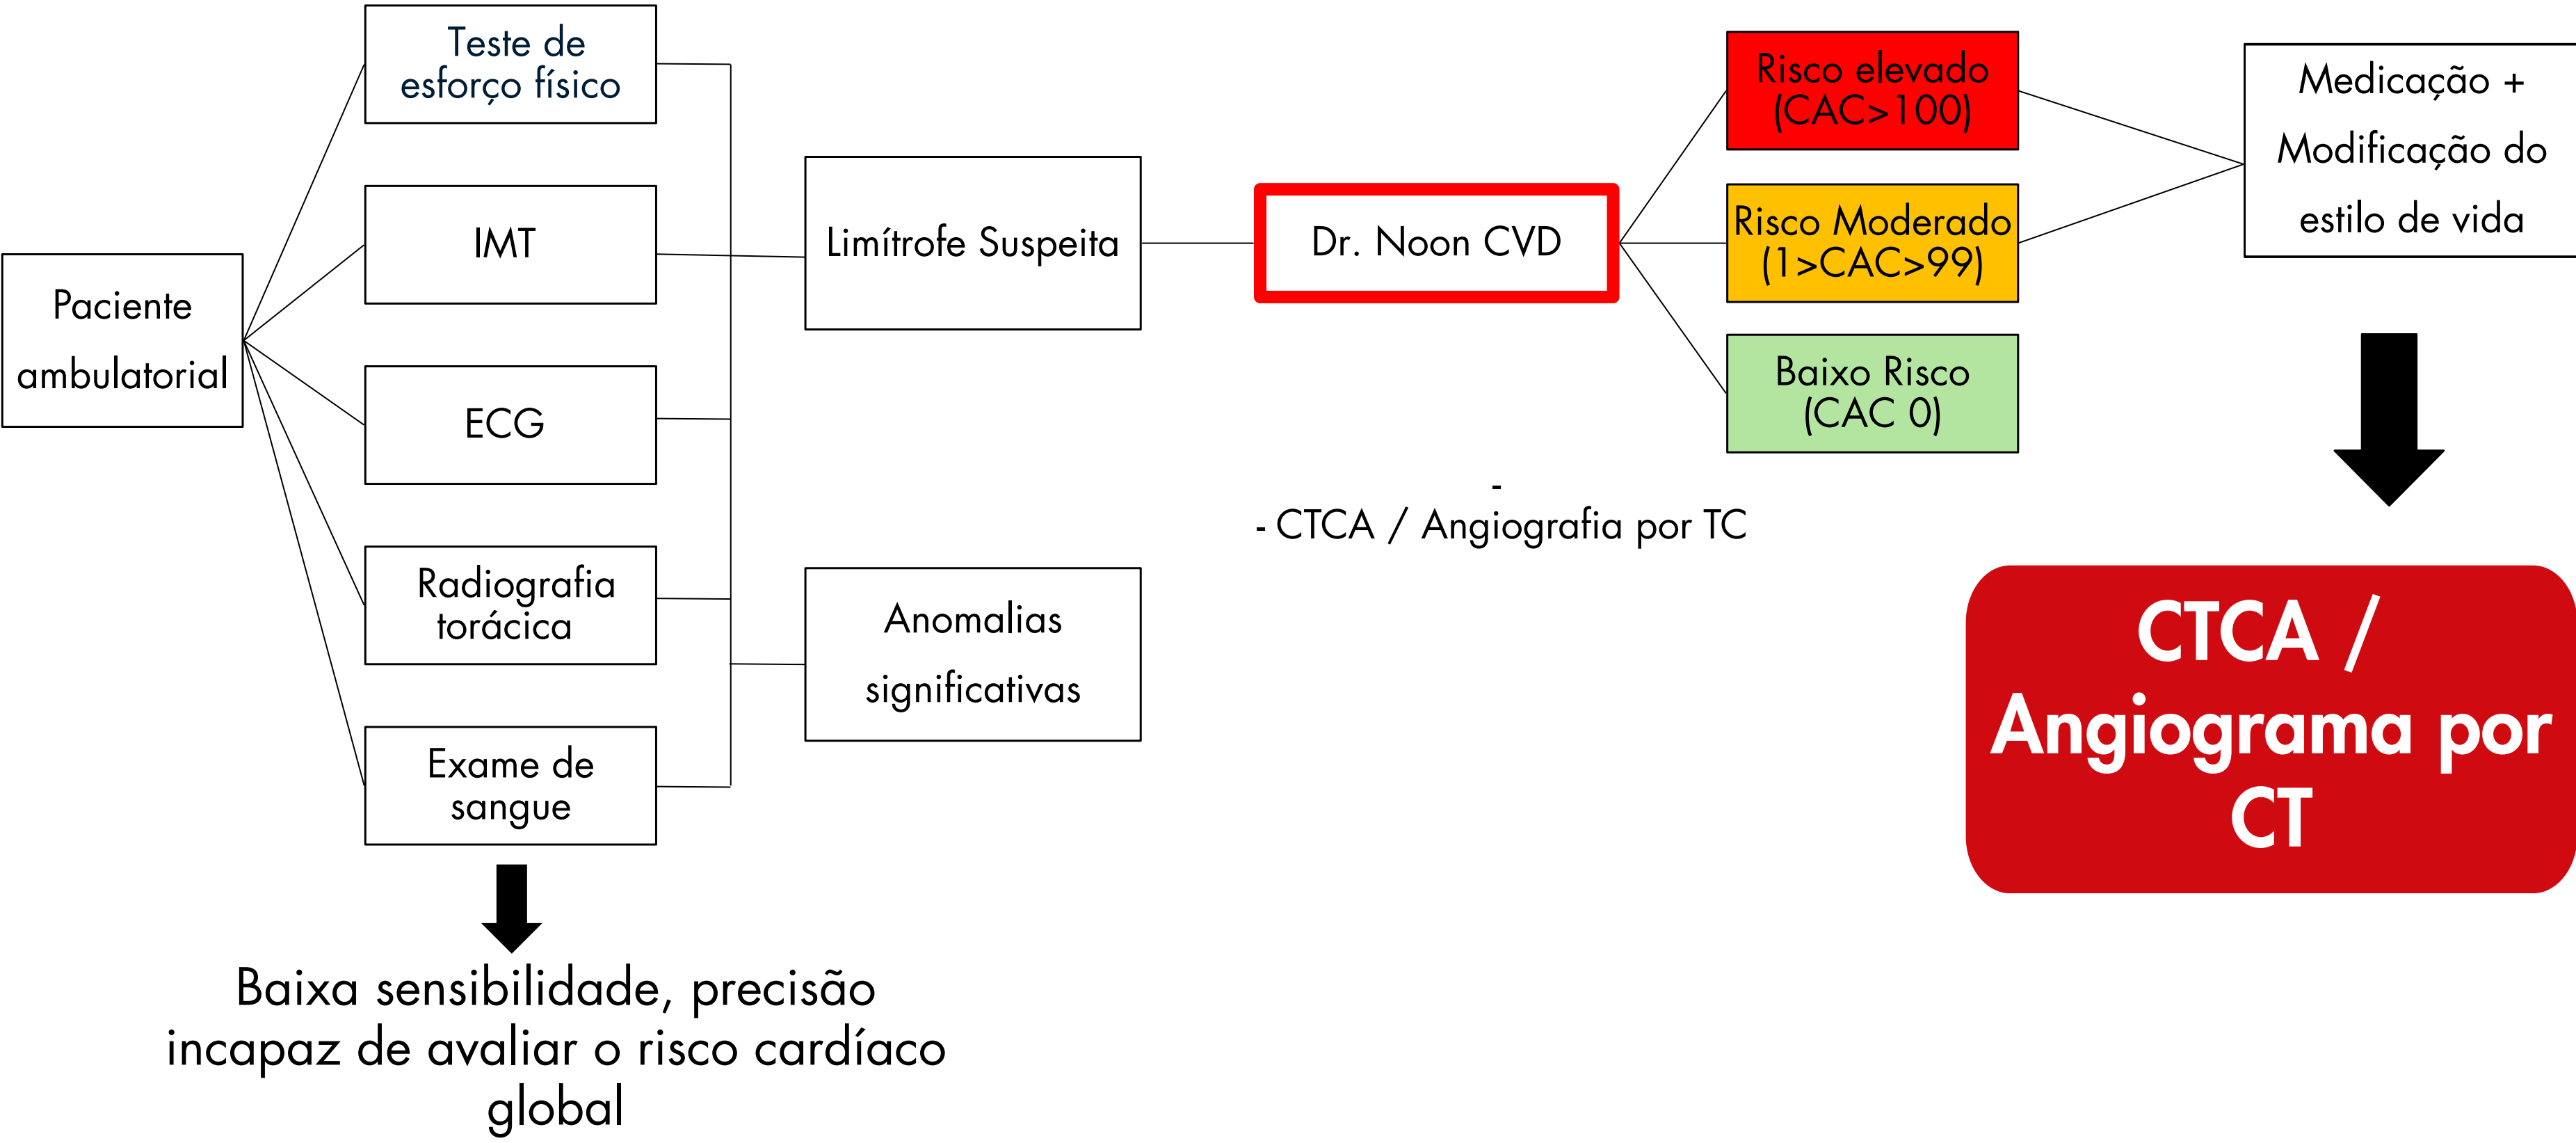 Paciente
ambulatorial
Teste de
esforço físico
IMT
ECG
Radiografia
torácica
Exame de
sangue
Baixa sensibilidade, precisão
incapaz de avaliar o risco cardíaco
global
Limítrofe Suspeita
Anomalias
significativas
Dr. Noon CVD
-
- CTCA / Angiografia por TC
Risco elevado
(CAC>100)
Risco Moderado
(1>CAC>99)
Baixo Risco
(CAC 0)
Medicação +
Modificação do
estilo de vida
CTCA /
Angiograma por
CT